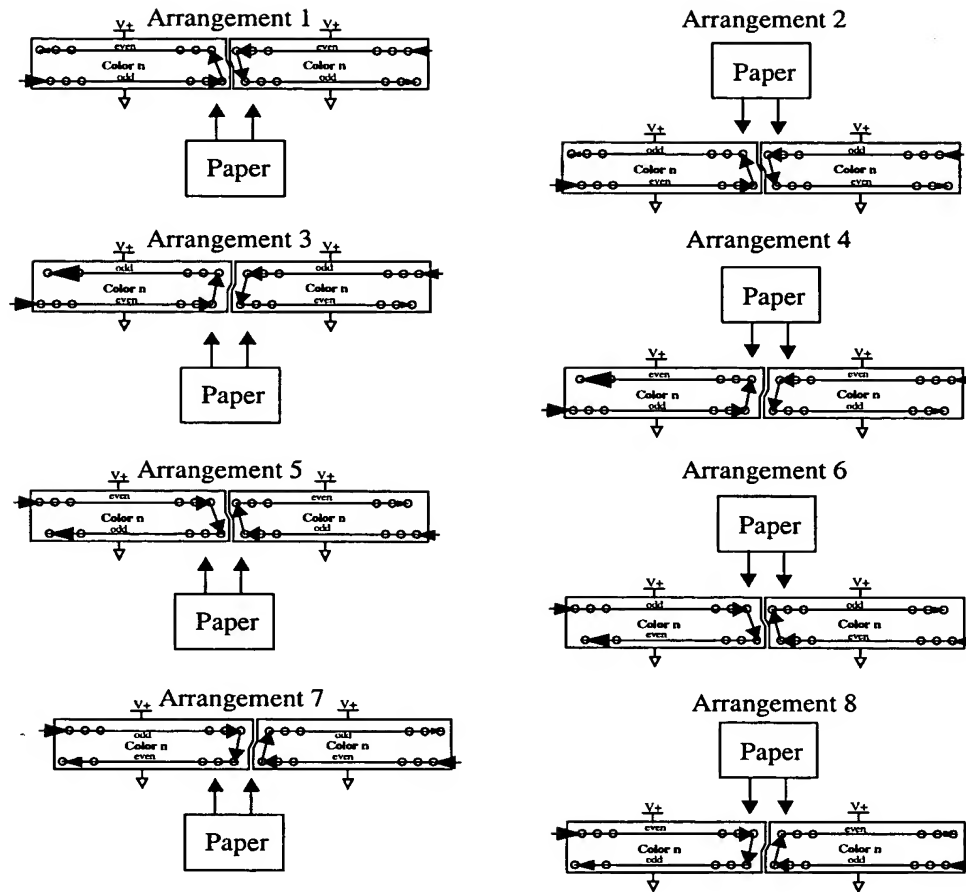 Arrangement 1
V+ V+
even even
Color n Color n
odd odd
Paper
Arrangement 2
Paper
V+ V+
odd odd
Color n Color n
even even
Arrangement 3
V+ V+
odd odd
Color n Color n
even even
Paper
Arrangement 4
Paper
V+ V+
even even
Color n Color n
odd odd
Arrangement 5
V+ V+
even even
Color n Color n
odd odd
Paper
Arrangement 6
Paper
V+ V+
odd odd
Color n Color n
even even
Arrangement 7
V+ V+
odd odd
Color n Color n
even even
Paper
Arrangement 8
Paper
V+ V+
even even
Color n Color n
odd odd